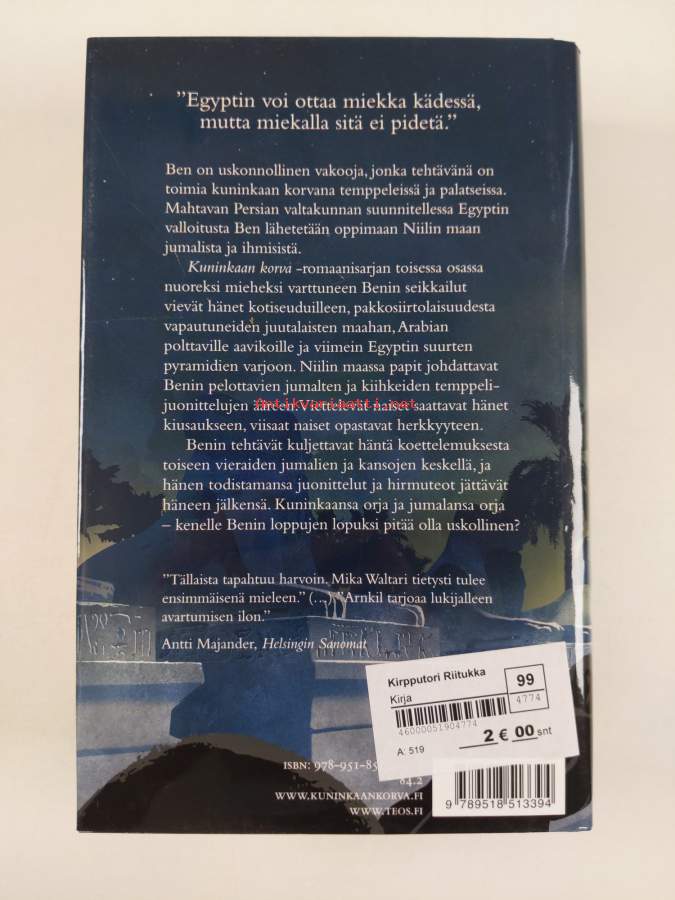 ”Egyptin voi ottaa miekka kädessä,
mutta miekalla sitä ei pidetä.”
Ben on uskonnollinen vakooja, jonka tehtävänä on
toimia kuninkaan korvana temppeleissä ja palatseissa.
Mahtavan Persian valtakunnan suunnitellessa Egyptin
valloitusta Ben lähetetään oppimaan Niilin maan
jumalista ja ihmisistä.
Kuninkaan korva -romaanisarjan toisessa osassa
nuoreksi mieheksi varttuneen Benin seikkailut
vievät hänet kotiseuduilleen, pakkosiirtolaisuudesta
vapautuneiden juutalaisten maahan, Arabian
polttaville aavikoille ja viimein Egyptin suurten
pyramidien varjoon. Niilin maassa papit johdattavat
Benin pelottavien jumalten ja kiihkeiden temppeli-
juonittelujen ääreen. Viettelevät naiset saattavat hänet
Antikvariaatti.net
kiusaukseen, viisaat naiset opastavat herkkyyteen.
Benin tehtävät kuljettavat häntä koettelemuksesta
toiseen vieraiden jumalien ja kansojen keskellä, ja
hänen todistamansa juonittelut ja hirmuteot jättävät
häneen jälkensä. Kuninkaansa orja ja jumalansa orja
– kenelle Benin loppujen lopuksi pitää olla uskollinen?
”Tällaista tapahtuu harvoin. Mika Waltari tietysti tulee
ensimmäisenä mieleen.” (...) ”Arnkil tarjoaa lukijalleen
avartumisen ilon.”
Antti Majander, Helsingin Sanomat
Kirpputori Riitukka
99
Kirja
4774
46000051904774
A: 519
2 € 00 snt
ISBN: 978-951-85
84.2
WWW.KUNINKAANKORVA.FI
WWW.TEOS.FI
9 789518 513394